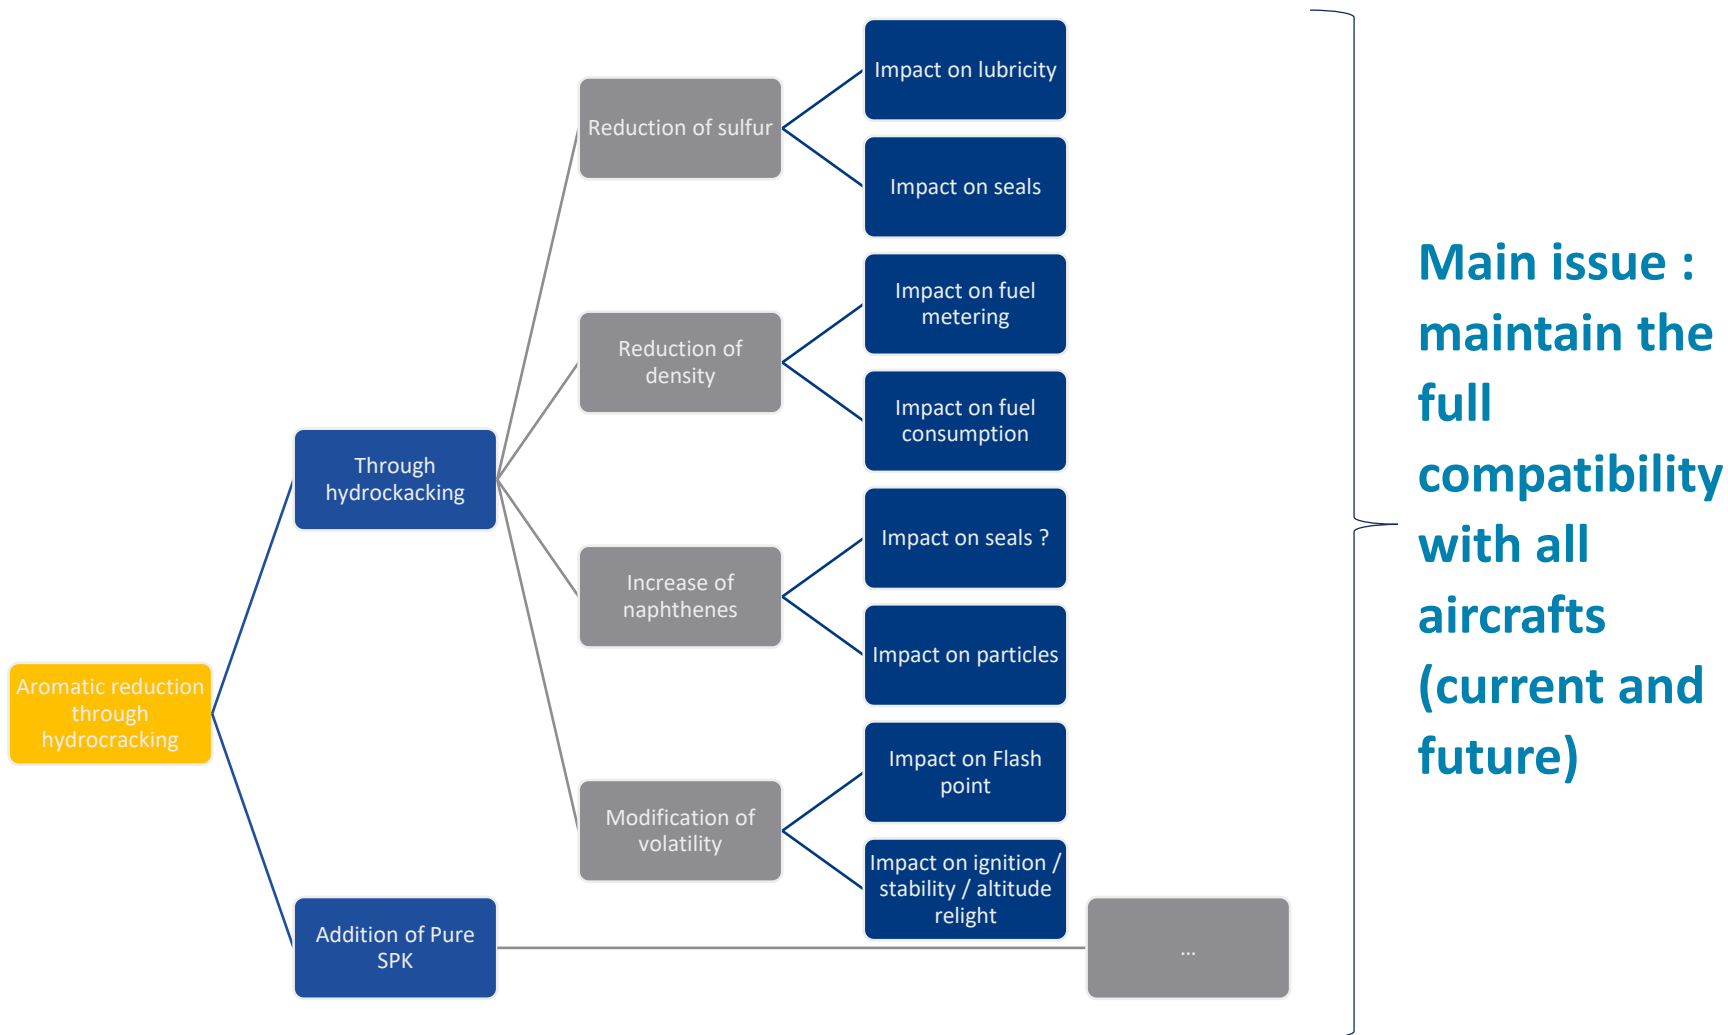 Aromatic reduction
through
hydrocracking
Through
hydrockacking
Addition of Pure
SPK
Reduction of sulfur
Reduction of
density
Increase of
naphthenes
Modification of
volatility
Impact on lubricity
Impact on seals
Impact on fuel
metering
Impact on fuel
consumption
Impact on seals ?
Impact on particles
Impact on Flash
point
Impact on ignition /
stability / altitude
relight
...
Main issue :
maintain the
full
compatibility
with all
aircrafts
(current and
future)